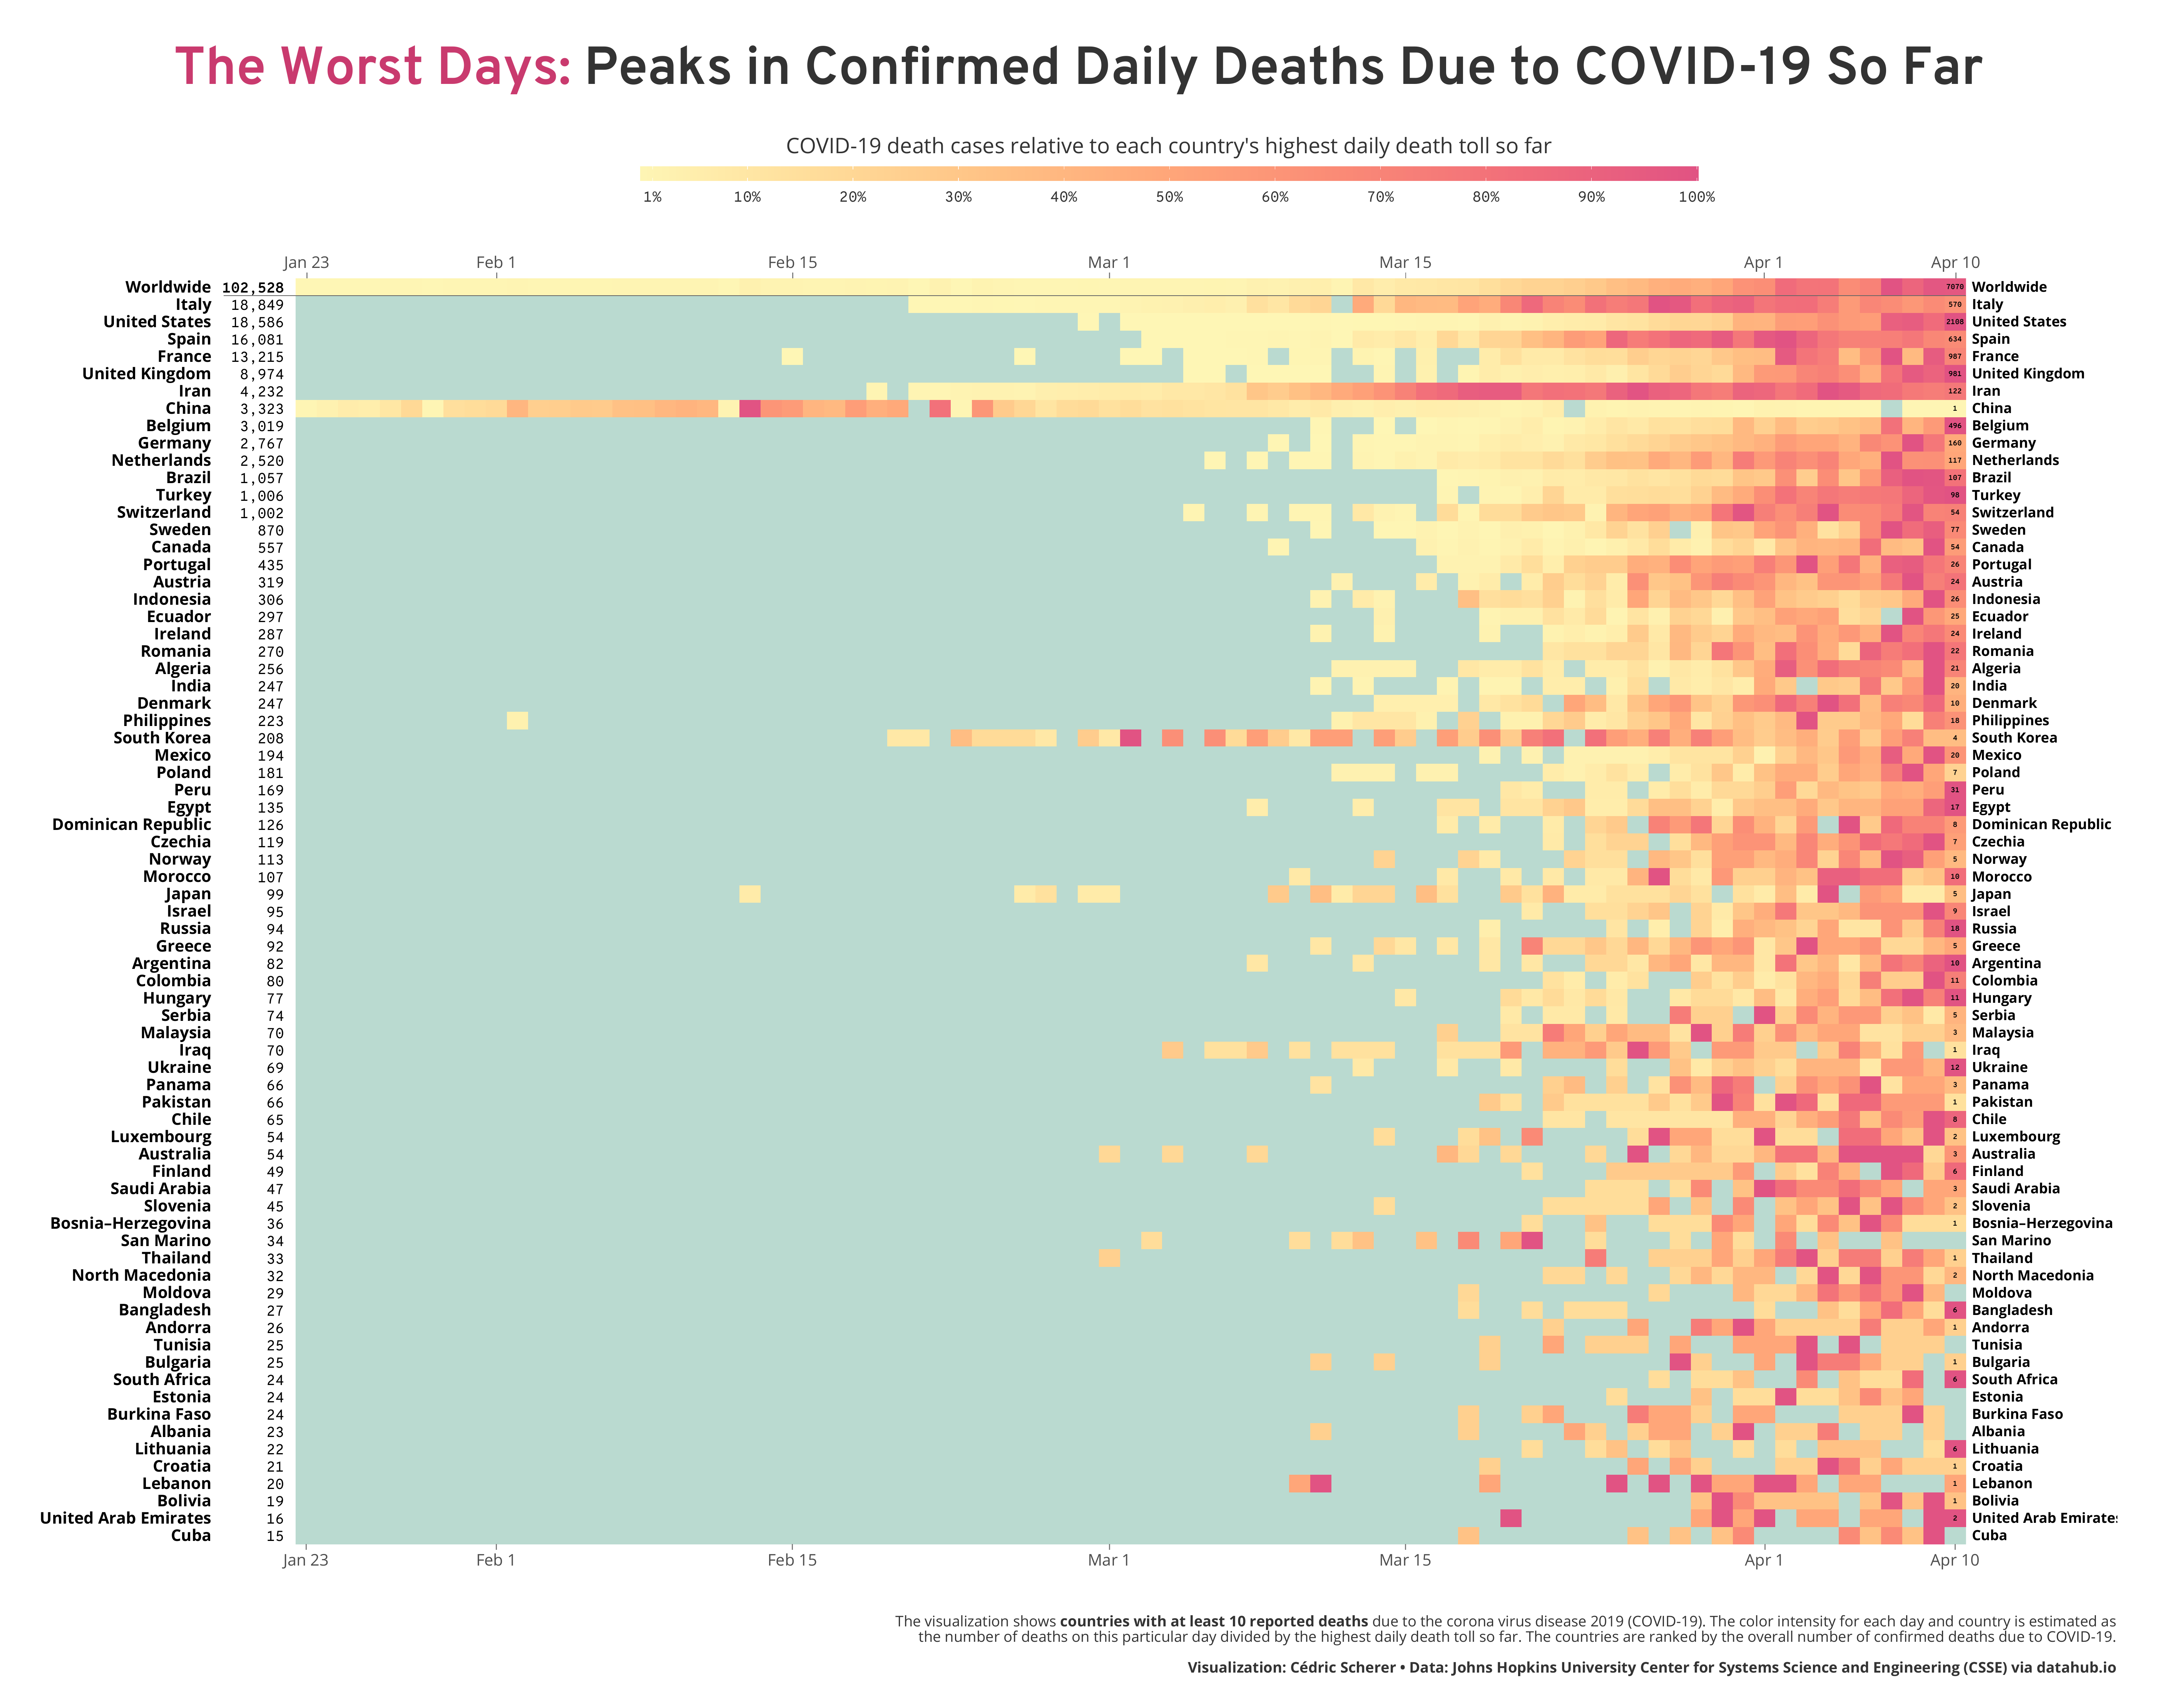 The Worst Days: Peaks in Confirmed Daily Deaths Due to COVID-19 So Far
COVID-19 death cases relative to each country's highest daily death toll so far
1% 10% 20% 30% 40% 50% 60% 70% 80% 90% 100%
Jan 23 Feb 1 Feb 15 Mar 1 Mar 15 Apr 1 Apr 10
Worldwide 102,528 7070 Worldwide
Italy 18,849 570 Italy
United States 18,586 2108 United States
Spain 16,081 634 Spain
France 13,215 987 France
United Kingdom 8,974 981 United Kingdom
Iran 4,232 122 Iran
China 3,323 1 China
Belgium 3,019 496 Belgium
Germany 2,767 160 Germany
Netherlands 2,520 117 Netherlands
Brazil 1,057 107 Brazil
Turkey 1,006 98 Turkey
Switzerland 1,002 54 Switzerland
Sweden 870 77 Sweden
Canada 557 54 Canada
Portugal 435 26 Portugal
Austria 319 24 Austria
Indonesia 306 26 Indonesia
Ecuador 297 25 Ecuador
Ireland 287 24 Ireland
Romania 270 22 Romania
Algeria 256 21 Algeria
India 247 20 India
Denmark 247 10 Denmark
Philippines 223 18 Philippines
South Korea 208 4 South Korea
Mexico 194 20 Mexico
Poland 181 7 Poland
Peru 169 31 Peru
Egypt 135 17 Egypt
Dominican Republic 126 8 Dominican Republic
Czechia 119 7 Czechia
Norway 113 5 Norway
Morocco 107 10 Morocco
Japan 99 5 Japan
Israel 95 9 Israel
Russia 94 18 Russia
Greece 92 5 Greece
Argentina 82 10 Argentina
Colombia 80 11 Colombia
Hungary 77 11 Hungary
Serbia 74 5 Serbia
Malaysia 70 3 Malaysia
Iraq 70 1 Iraq
Ukraine 69 12 Ukraine
Panama 66 3 Panama
Pakistan 66 1 Pakistan
Chile 65 8 Chile
Luxembourg 54 2 Luxembourg
Australia 54 3 Australia
Finland 49 6 Finland
Saudi Arabia 47 3 Saudi Arabia
Slovenia 45 2 Slovenia
Bosnia–Herzegovina 36 1 Bosnia–Herzegovina
San Marino 34 San Marino
Thailand 33 1 Thailand
North Macedonia 32 2 North Macedonia
Moldova 29 Moldova
Bangladesh 27 6 Bangladesh
Andorra 26 1 Andorra
Tunisia 25 Tunisia
Bulgaria 25 1 Bulgaria
South Africa 24 6 South Africa
Estonia 24 Estonia
Burkina Faso 24 Burkina Faso
Albania 23 Albania
Lithuania 22 6 Lithuania
Croatia 21 1 Croatia
Lebanon 20 1 Lebanon
Bolivia 19 1 Bolivia
United Arab Emirates 16 2 United Arab Emirates
Cuba 15 Cuba
Jan 23 Feb 1 Feb 15 Mar 1 Mar 15 Apr 1 Apr 10
The visualization shows countries with at least 10 reported deaths due to the corona virus disease 2019 (COVID-19). The color intensity for each day and country is estimated as
the number of deaths on this particular day divided by the highest daily death toll so far. The countries are ranked by the overall number of confirmed deaths due to COVID-19.
Visualization: Cédric Scherer • Data: Johns Hopkins University Center for Systems Science and Engineering (CSSE) via datahub.io